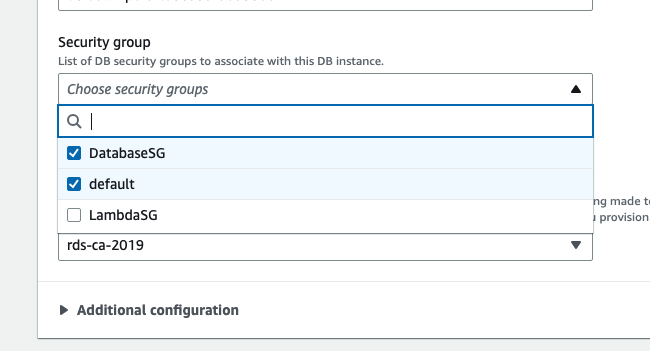 Security group
List of DB security groups to associate with this DB instance.
Choose security groups
DatabaseSG
default
LambdaSG
ng made to
provision
rds-ca-2019
Additional configuration